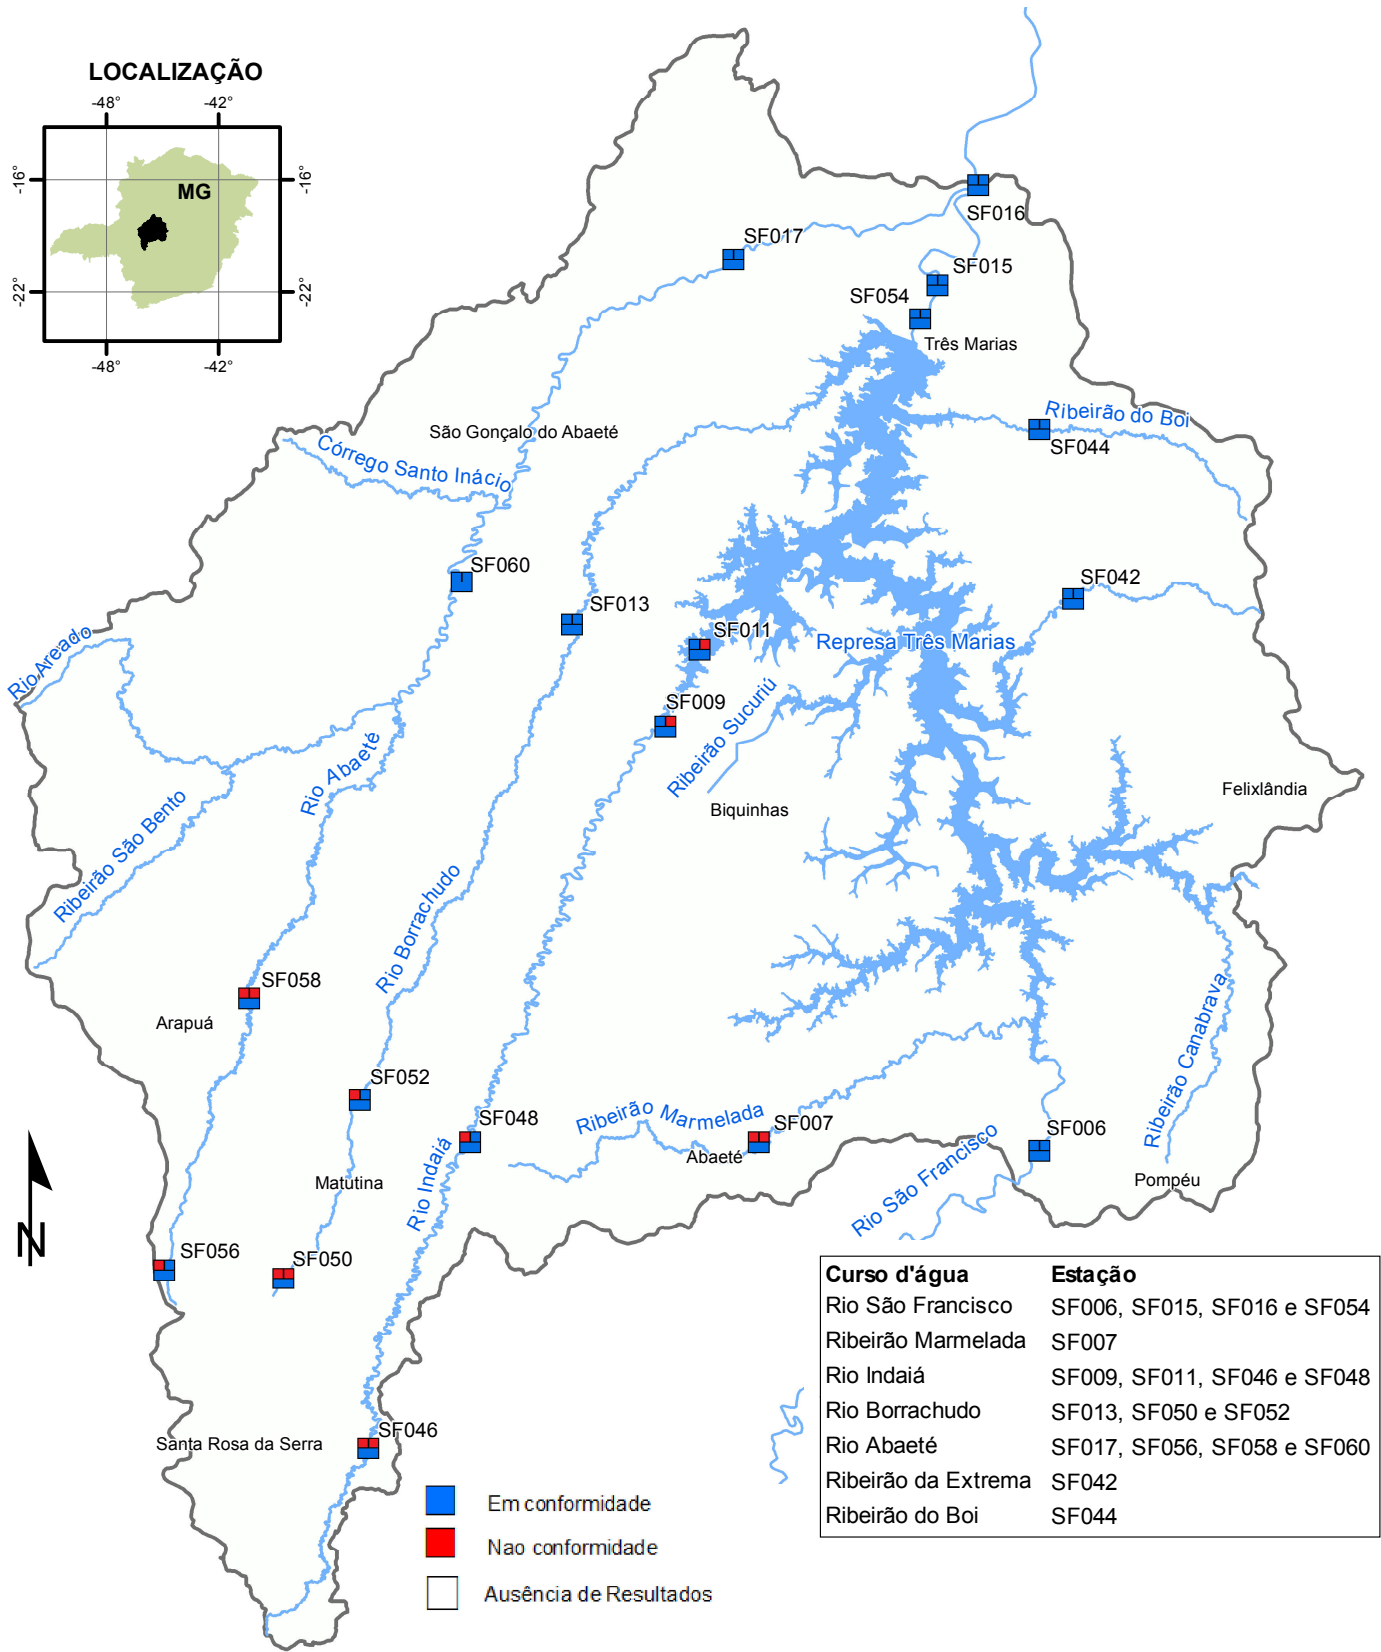 LOCALIZAÇÃO
-48°
-42°
-16°
-16°
MG
-22°
-22°
-48°
-42°
SF016
SF017
SF015
SF054
Três Marias
Ribeirão do Boi
SF044
São Gonçalo do Abaeté
Córrego Santo Inácio
SF060
SF013
SF042
SF011
Represa Três Marias
Rio Areado
SF009
Ribeirão Sucuriú
Rio Abaeté
Biquinhas
Felixlândia
Ribeirão São Bento
Rio Borrachudo
SF058
Arapuá
Ribeirão Canabrava
SF052
SF048
Ribeirão Marmelada
SF007
Abaeté
SF006
Rio São Francisco
Pompéu
Matutina
Rio Indaiá
N
SF056
SF050
SF046
Santa Rosa da Serra
Em conformidade
Nao conformidade
Ausência de Resultados
Curso d'água Estação
Rio São Francisco SF006, SF015, SF016 e SF054
Ribeirão Marmelada SF007
Rio Indaiá SF009, SF011, SF046 e SF048
Rio Borrachudo SF013, SF050 e SF052
Rio Abaeté SF017, SF056, SF058 e SF060
Ribeirão da Extrema SF042
Ribeirão do Boi SF044